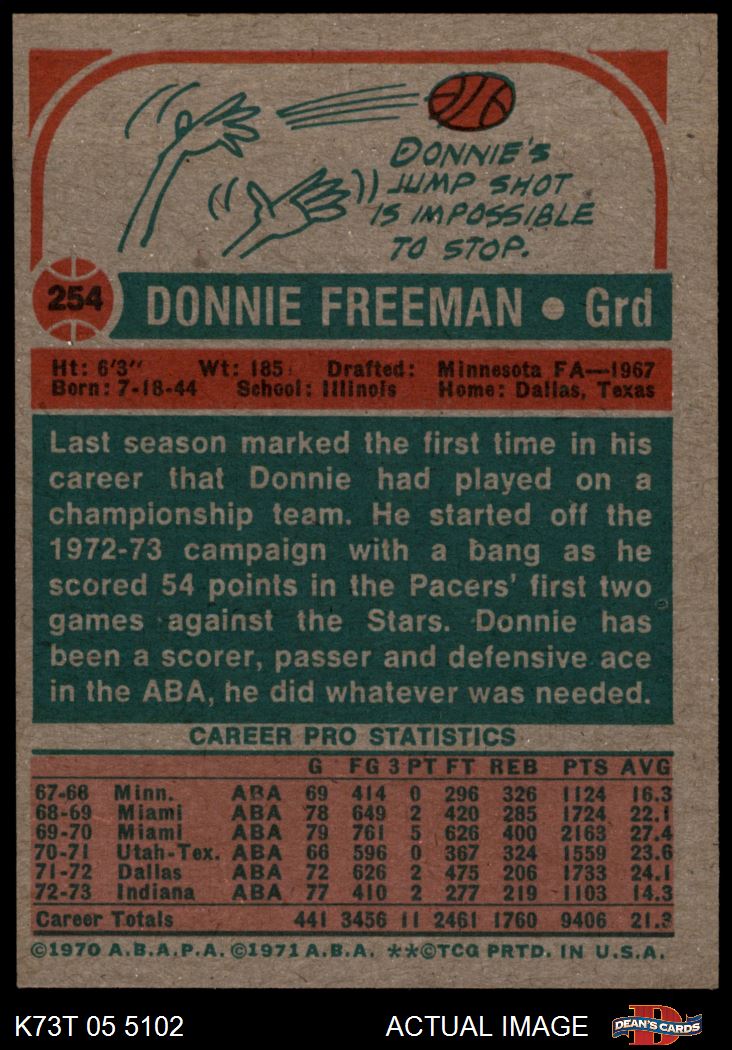 DONNIE'S
JUMP SHOT
IS IMPOSSIBLE
TO STOP.
254 DONNIE FREEMAN • Grd
Ht: 6'3" Wt: 185 Drafted: Minnesota FA—1967
Born: 7-18-44 School: Illinois Home: Dallas, Texas
Last season marked the first time in his
career that Donnie had played on a
championship team. He started off the
1972-73 campaign with a bang as he
scored 54 points in the Pacers' first two
games against the Stars. Donnie has
been a scorer, passer and defensive ace
in the ABA, he did whatever was needed.
CAREER PRO STATISTICS
G FG 3 PT FT REB PTS AVG
67-68 Minn. ABA 69 414 0 296 326 1124 16.3
68-69 Miami ABA 78 649 2 420 285 1724 22.1
69-70 Miami ABA 79 761 5 626 400 2163 27.4
70-71 Utah-Tex. ABA 66 596 0 367 324 1559 23.6
71-72 Dallas ABA 72 626 2 475 206 1733 24.1
72-73 Indiana ABA 77 410 2 277 219 1103 14.3
Career Totals 441 3456 11 2461 1760 9406 21.3
©1970 A.B.A.P.A. ©1971 A.B.A. **©TCG PRTD. IN U.S.A.
K73T 05 5102 ACTUAL IMAGE DEAN'S CARDS